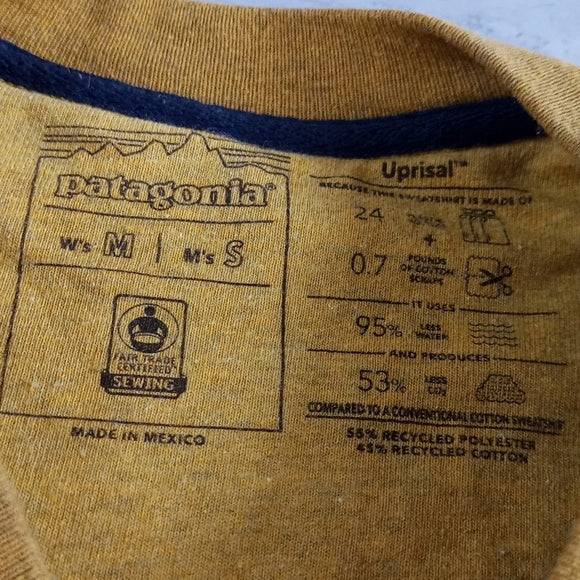 patagonia®
W's M | M's S
FAIR TRADE
CERTIFIED™
SEWING
MADE IN MEXICO
Uprisal™
BECAUSE THIS SWEATSHIRT IS MADE OF
24
+
0.7 POUNDS
OF COTTON
SCRAPS
IT USES
95% LESS
WATER
AND PRODUCES
53% LESS
CO₂
COMPARED TO A CONVENTIONAL COTTON SWEATSHIRT
55% RECYCLED POLYESTER
45% RECYCLED COTTON